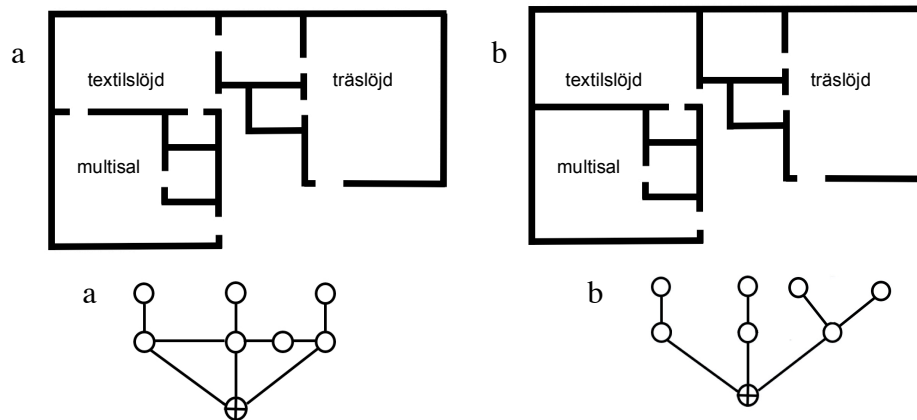 a
textilslöjd
träslöjd
multisal
b
textilslöjd
träslöjd
multisal
a
b